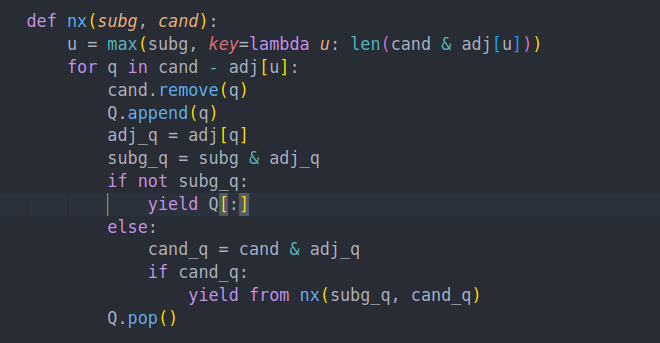 def nx(subg, cand):
    u = max(subg, key=lambda u: len(cand & adj[u]))
    for q in cand - adj[u]:
        cand.remove(q)
        Q.append(q)
        adj_q = adj[q]
        subg_q = subg & adj_q
        if not subg_q:
            yield Q[:]
        else:
            cand_q = cand & adj_q
            if cand_q:
                yield from nx(subg_q, cand_q)
        Q.pop()